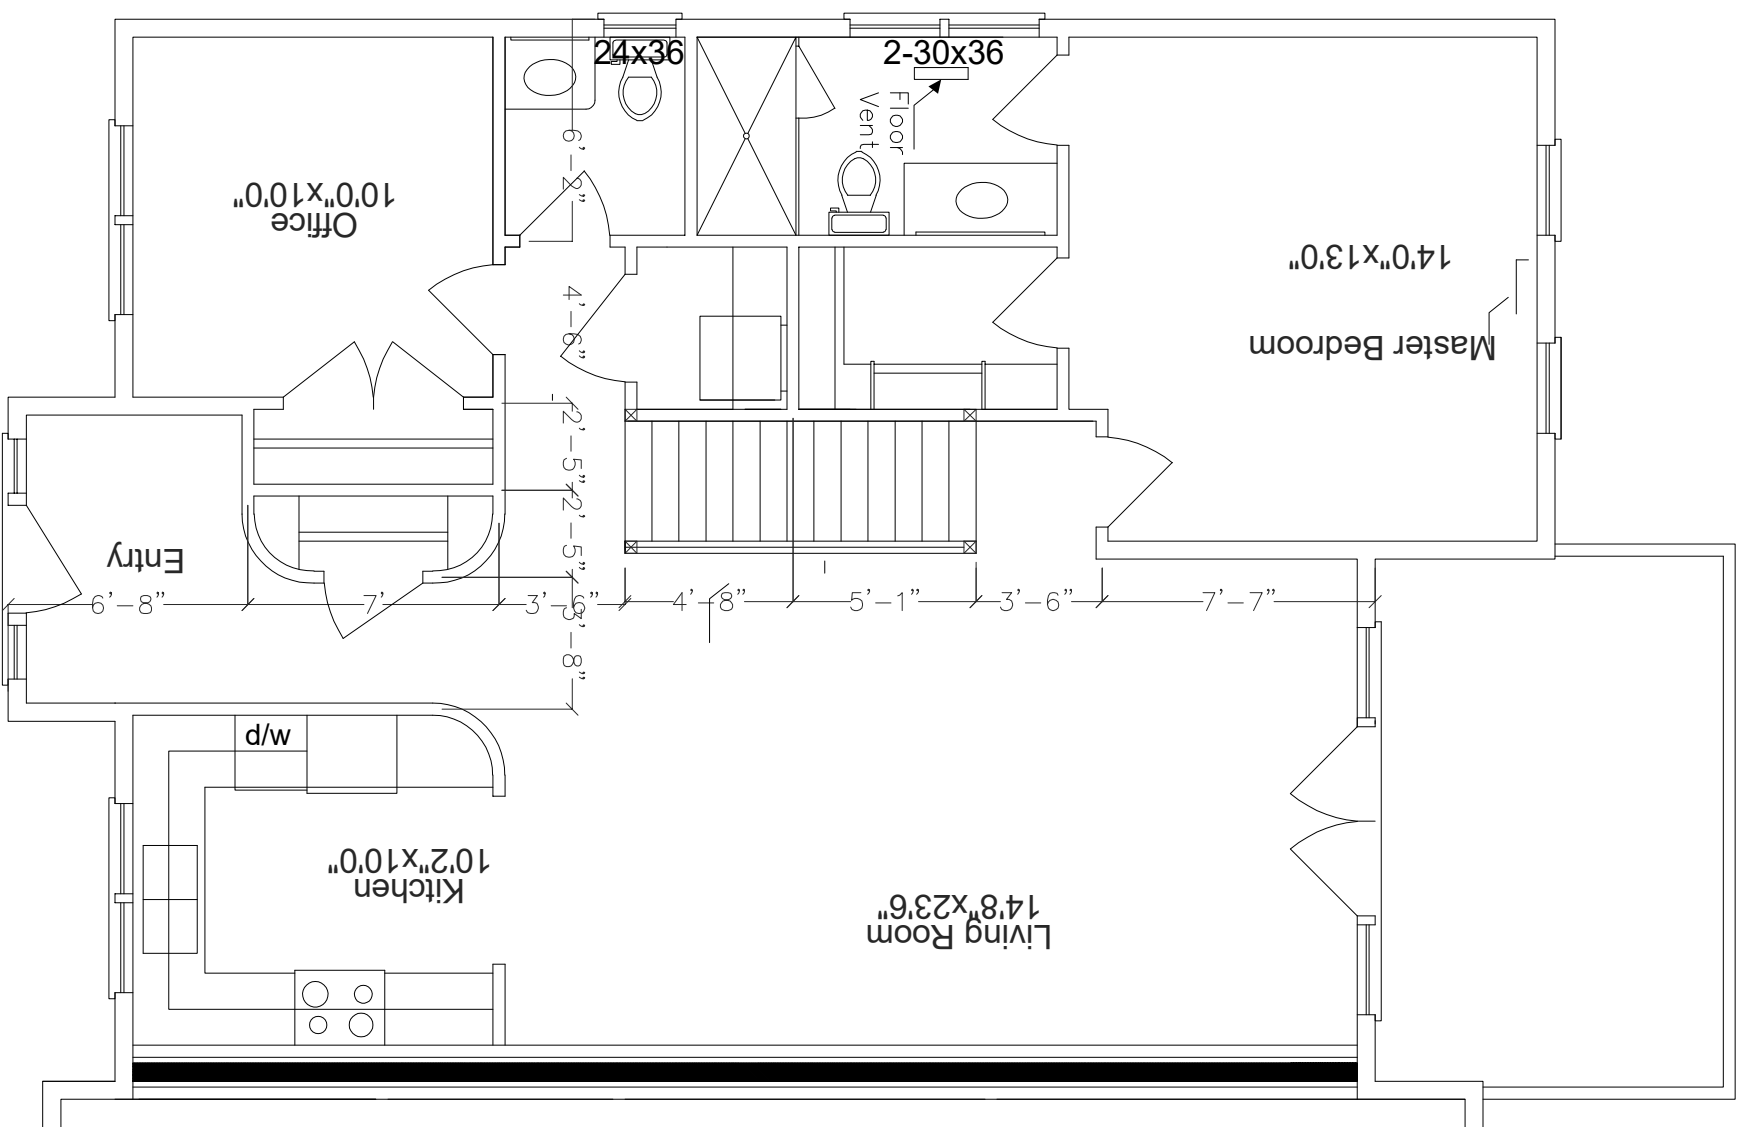 24x36
2-30x36
Floor
Vent
6'-2"
Office
10'0"x10'0"
14'0"x13'0"
Master Bedroom
4'-6"
2'-5"
2'-5"
3'-8"
Entry
6'-8"
7'
3'-6"
4'-8"
5'-1"
3'-6"
7'-7"
d/w
Kitchen
10'2"x10'0"
Living Room
14'8"x23'6"